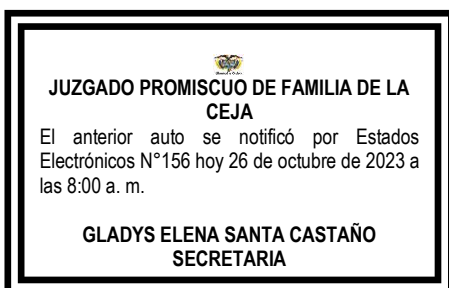 JUZGADO PROMISCUO DE FAMILIA DE LA
CEJA
El anterior auto se notificó por Estados
Electrónicos N°156 hoy 26 de octubre de 2023 a
las 8:00 a. m.
GLADYS ELENA SANTA CASTAÑO
SECRETARIA